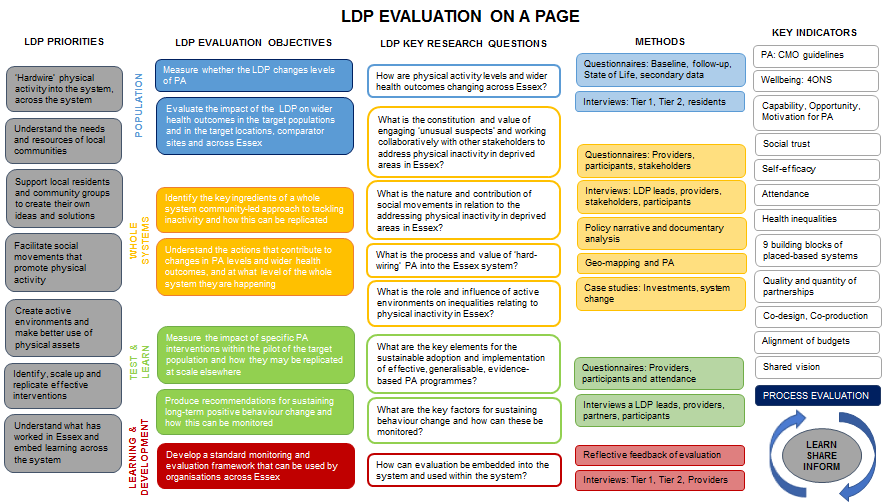 LDP EVALUATION ON A PAGE
LDP PRIORITIES
'Hardwire' physical
activity into the system,
across the system
Understand the needs
and resources of local
communities
Support local residents
and community groups
to create their own
ideas and solutions
Facilitate social
movements that
promote physical
activity
Create active
environments and
make better use of
physical assets
Identify, scale up and
replicate effective
interventions
Understand what has
worked in Essex and
embed learning across
the system
POPULATION
WHOLE
SYSTEMS
TEST &
LEARN
LEARNING &
DEVELOPMENT
LDP EVALUATION OBJECTIVES
Measure whether the LDP changes levels
of PA
Evaluate the impact of the LDP on wider
health outcomes in the target populations
and in the target locations, comparator
sites and across Essex
Identify the key ingredients of a whole
system community-led approach to tackling
inactivity and how this can be replicated
Understand the actions that contribute to
changes in PA levels and wider health
outcomes, and at what level of the whole
system they are happening
Measure the impact of specific PA
interventions within the pilot of the target
population and how they may be replicated
at scale elsewhere
Produce recommendations for sustaining
long-term positive behaviour change and
how this can be monitored
Develop a standard monitoring and
evaluation framework that can be used by
organisations across Essex
LDP KEY RESEARCH QUESTIONS
How are physical activity levels and wider
health outcomes changing across Essex?
What is the constitution and value of
engaging 'unusual suspects' and working
collaboratively with other stakeholders to
address physical inactivity in deprived
areas in Essex?
What is the nature and contribution of
social movements in relation to the
addressing physical inactivity in deprived
areas in Essex?
What is the process and value of 'hard-
wiring' PA into the Essex system?
What is the role and influence of active
environments on inequalities relating to
physical inactivity in Essex?
What are the key elements for the
sustainable adoption and implementation
of effective, generalisable, evidence-
based PA programmes?
What are the key factors for sustaining
behaviour change and how can these be
monitored?
How can evaluation be embedded into the
system and used within the system?
METHODS
Questionnaires: Baseline, follow-up,
State of Life, secondary data
Interviews: Tier 1, Tier 2, residents
Questionnaires: Providers,
participants, stakeholders
Interviews: LDP leads, providers,
stakeholders, participants
Policy narrative and documentary
analysis
Geo-mapping and PA
Case studies: Investments, system
change
Questionnaires: Providers,
participants and attendance
Interviews a LDP leads, providers,
partners, participants
Reflective feedback of evaluation
Interviews: Tier 1, Tier 2, Providers
KEY INDICATORS
PA: CMO guidelines
Wellbeing: 4ONS
Capability, Opportunity,
Motivation for PA
Social trust
Self-efficacy
Attendance
Health inequalities
9 building blocks of
placed-based systems
Quality and quantity of
partnerships
Co-design, Co-production
Alignment of budgets
Shared vision
PROCESS EVALUATION
LEARN
SHARE
INFORM